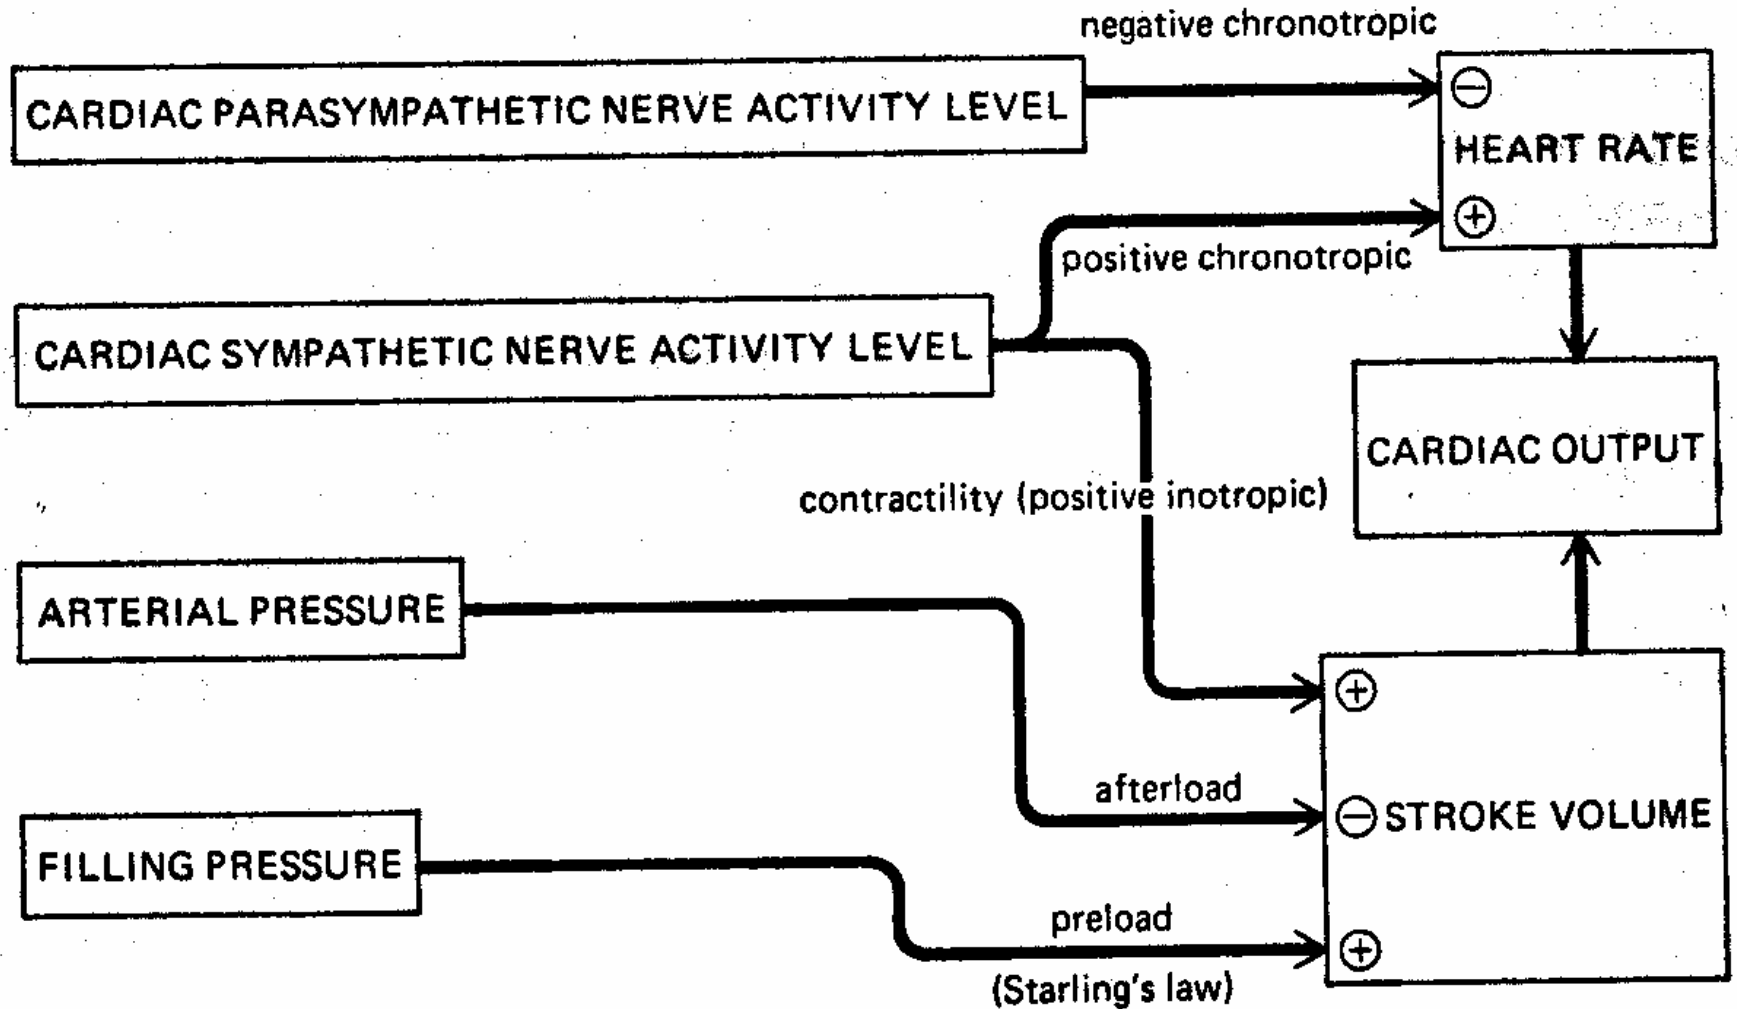 negative chronotropic
CARDIAC PARASYMPATHETIC NERVE ACTIVITY LEVEL
−
HEART RATE
+
positive chronotropic
CARDIAC SYMPATHETIC NERVE ACTIVITY LEVEL
CARDIAC OUTPUT
contractility (positive inotropic)
ARTERIAL PRESSURE
+
afterload
− STROKE VOLUME
FILLING PRESSURE
preload
+
(Starling's law)